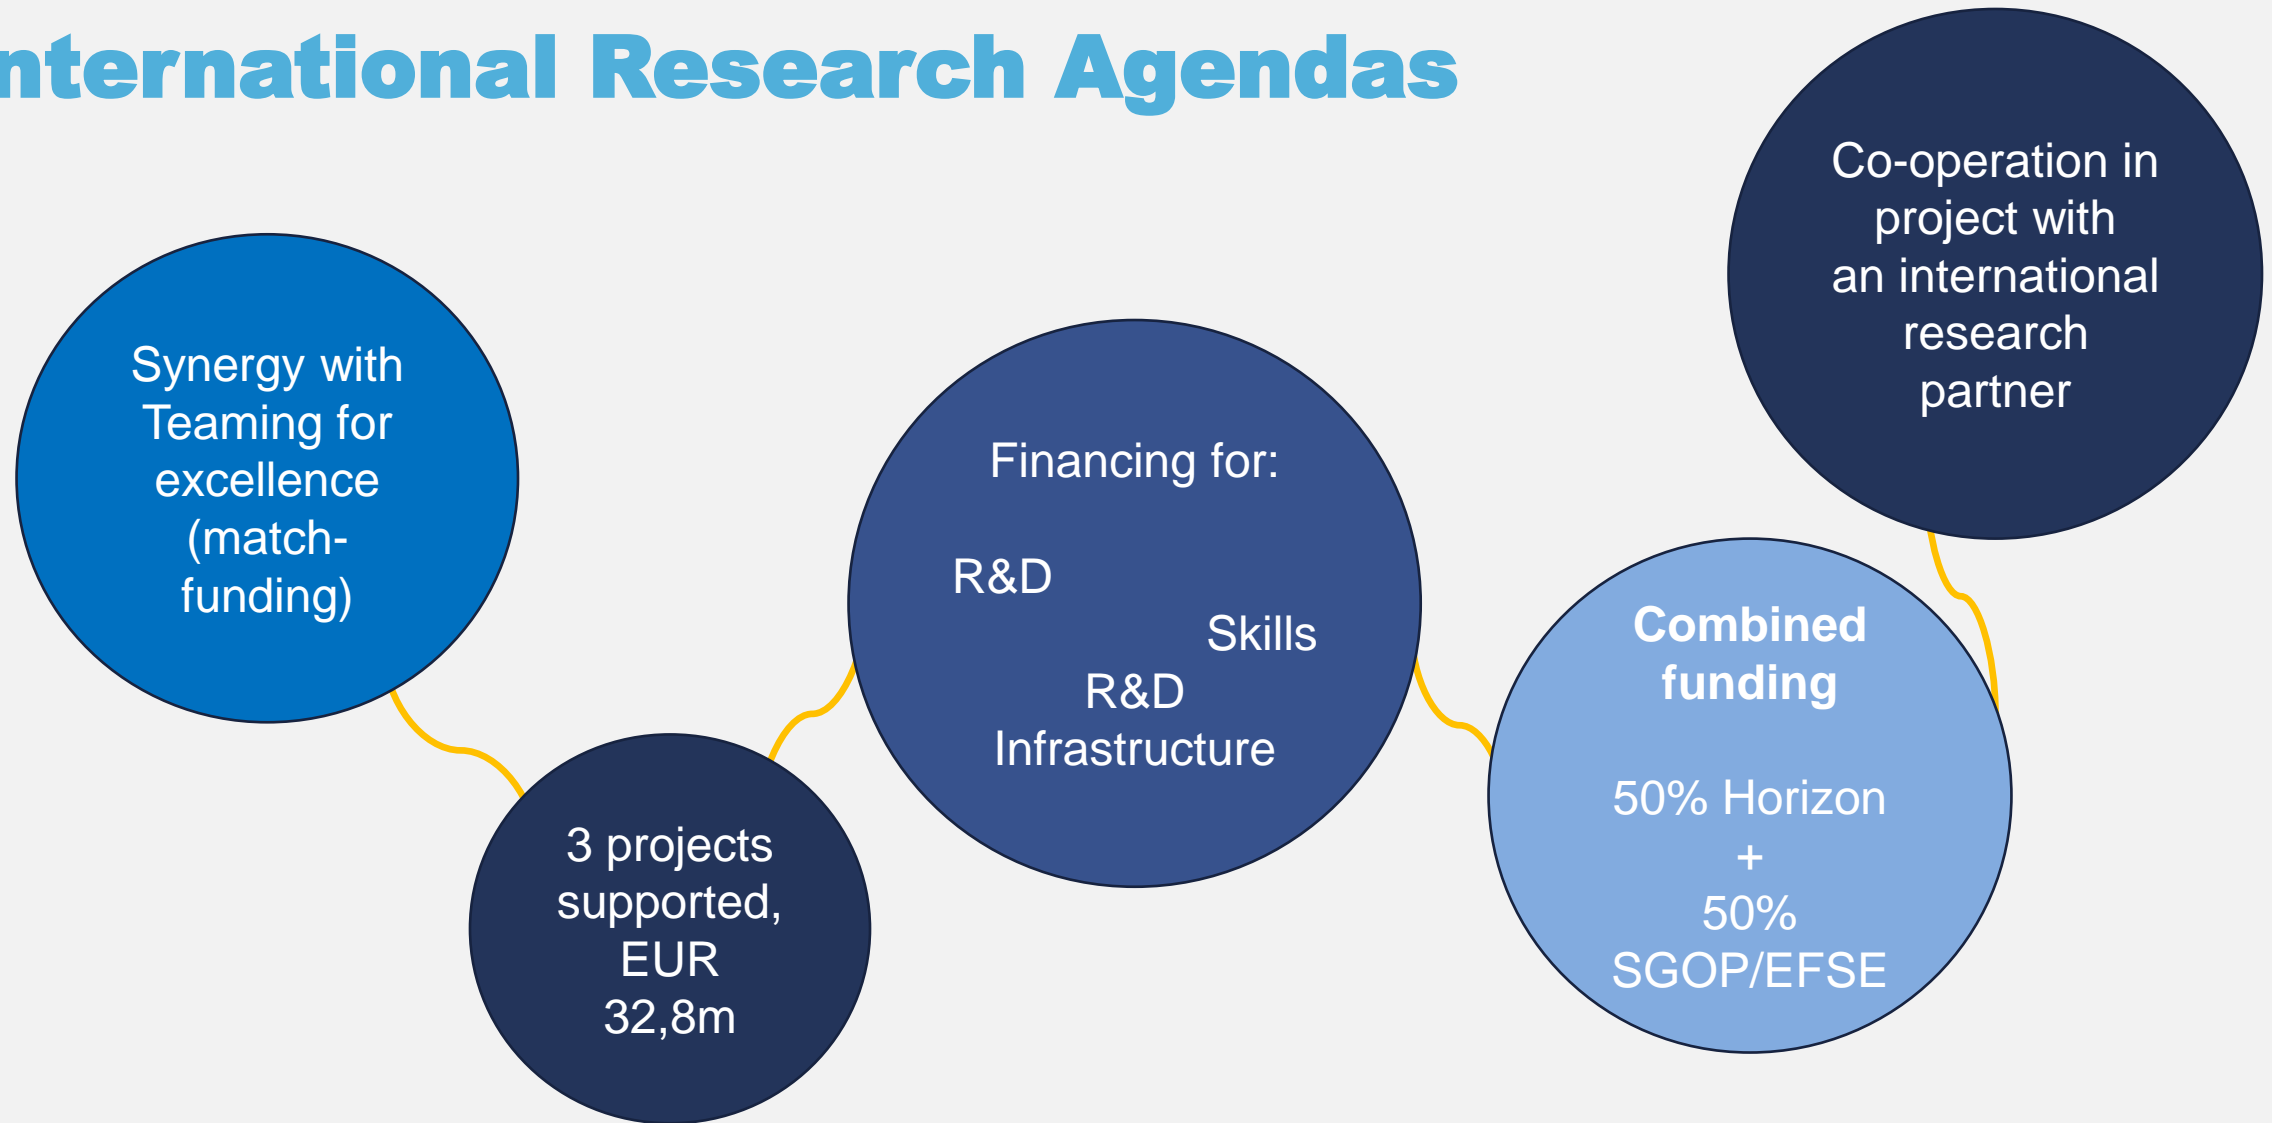 nternational Research Agendas
Synergy with
Teaming for
excellence
(match-
funding)
3 projects
supported,
EUR
32,8m
Financing for:
R&D
Skills
R&D
Infrastructure
Combined
funding
50% Horizon
+
50%
SGOP/EFSE
Co-operation in
project with
an international
research
partner